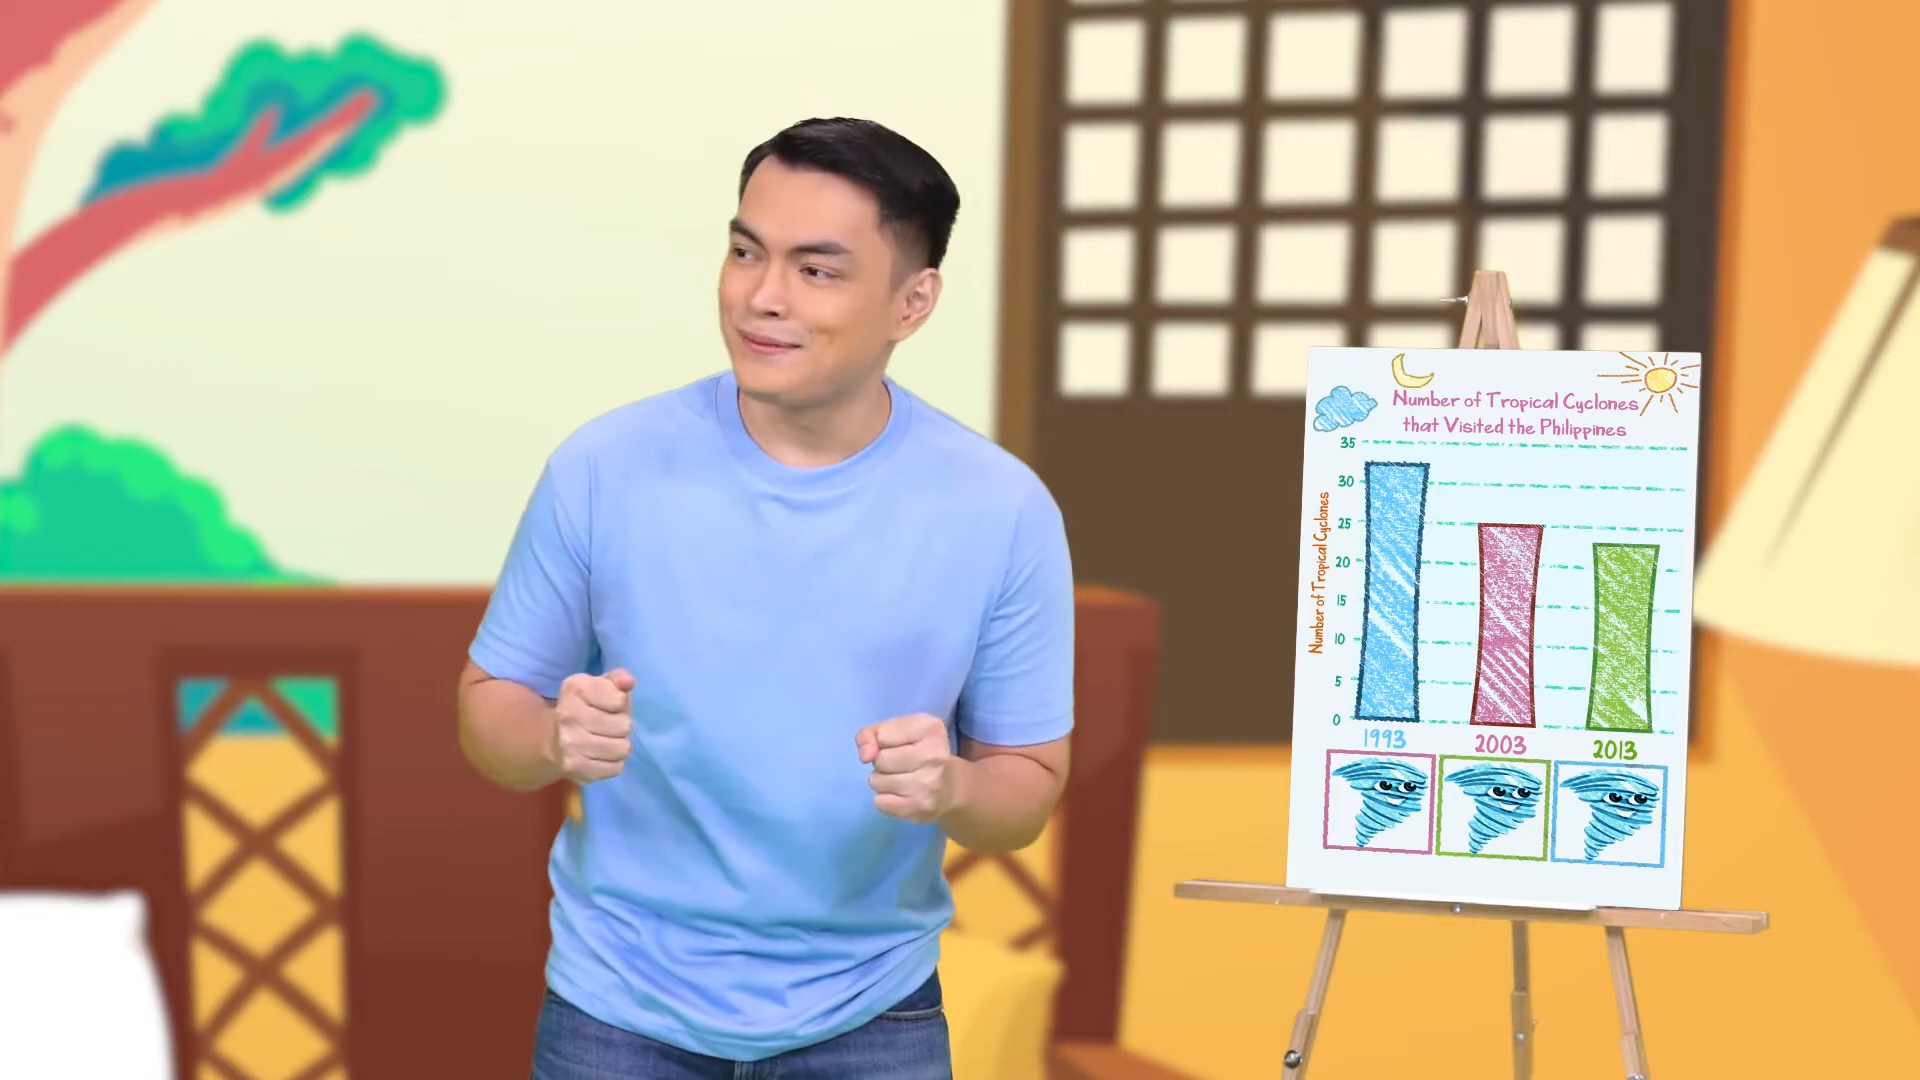 Number of Tropical Cyclones
that Visited the Philippines
Number of Tropical Cyclones
35
30
25
20
15
10
5
0
1993 2003 2013